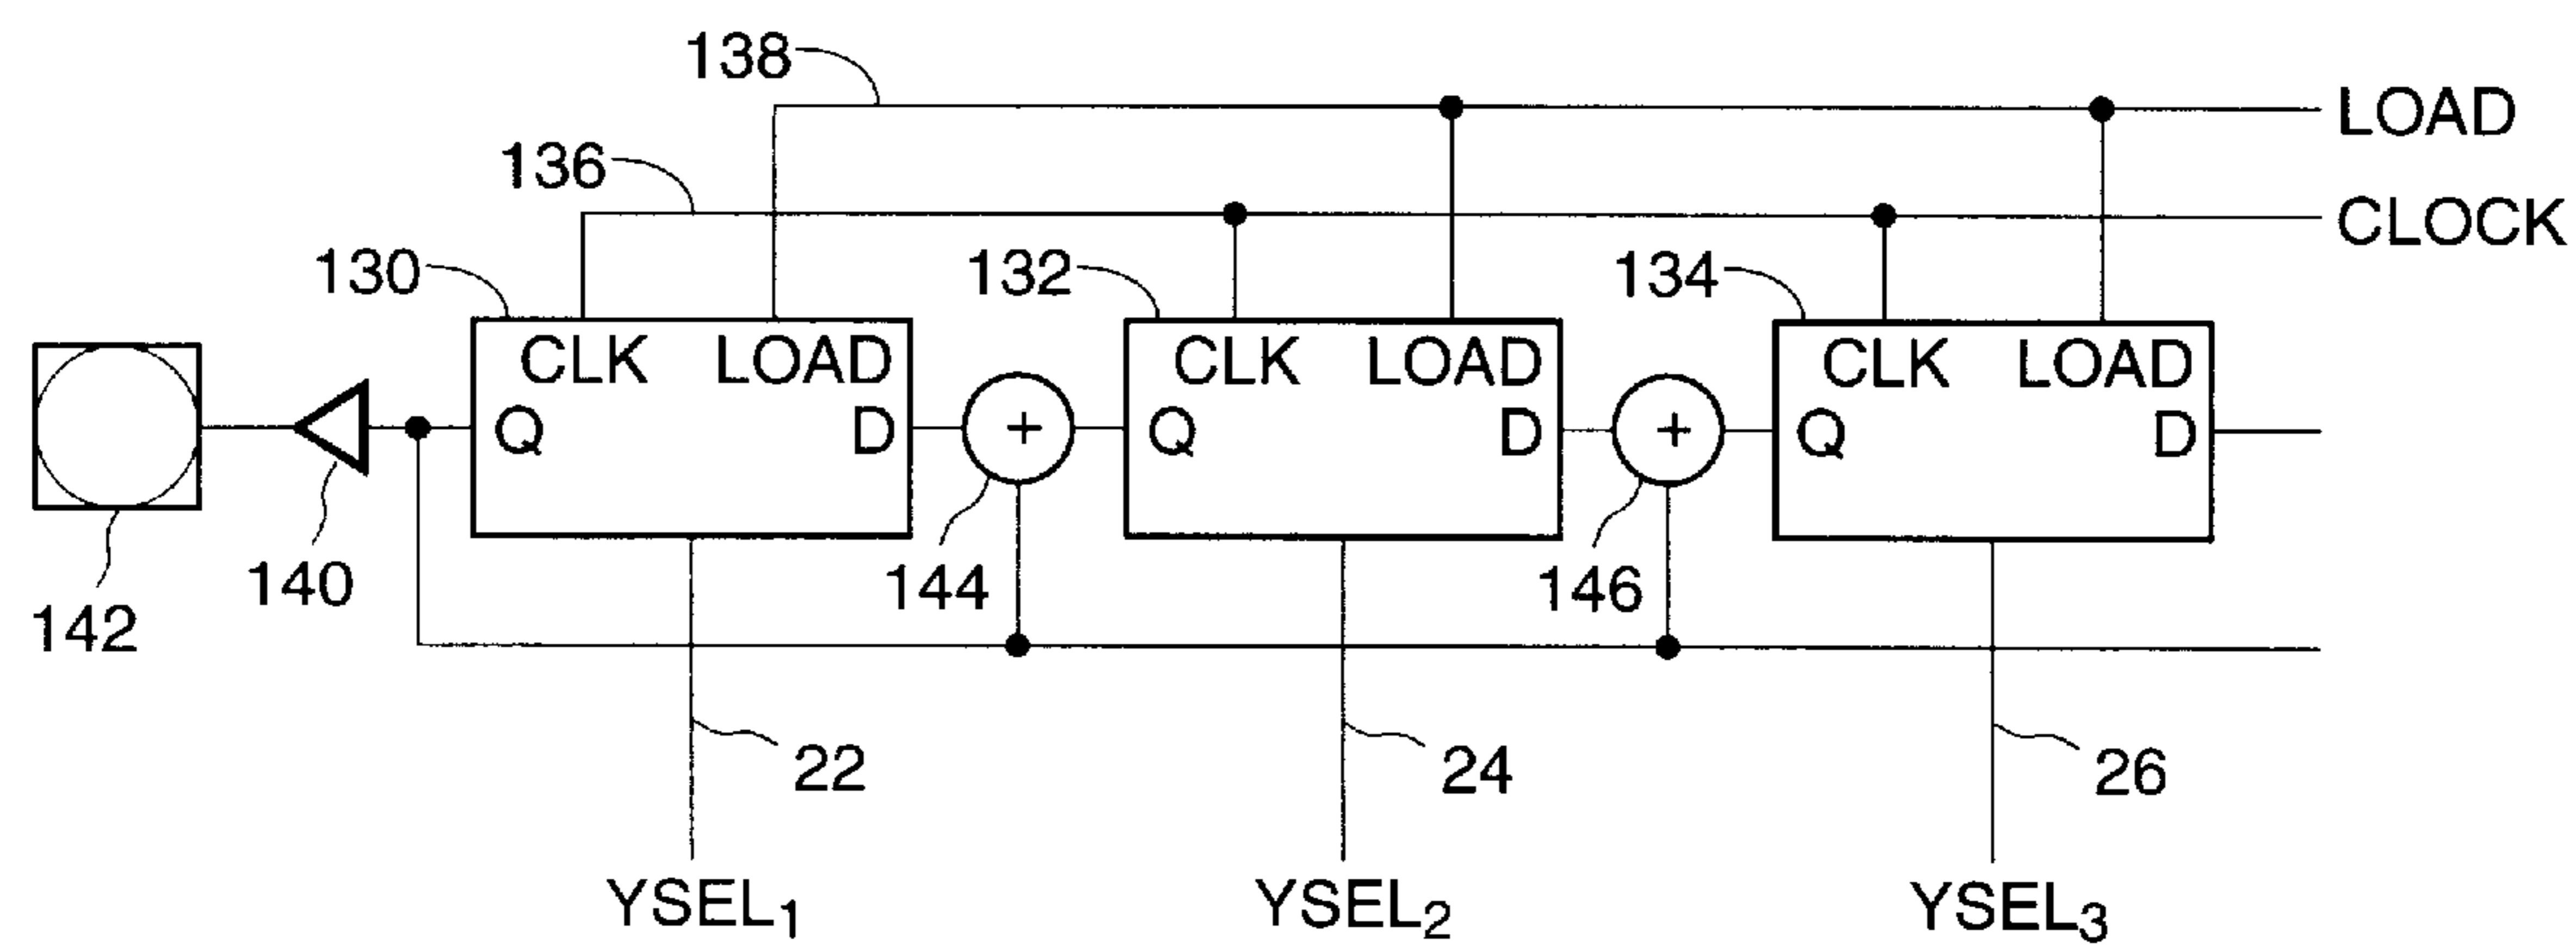 138
LOAD
136
CLOCK
130
132
134
CLK LOAD
CLK LOAD
CLK LOAD
Q D
+
Q D
+
Q D
142
140
144
146
22
24
26
YSEL1
YSEL2
YSEL3